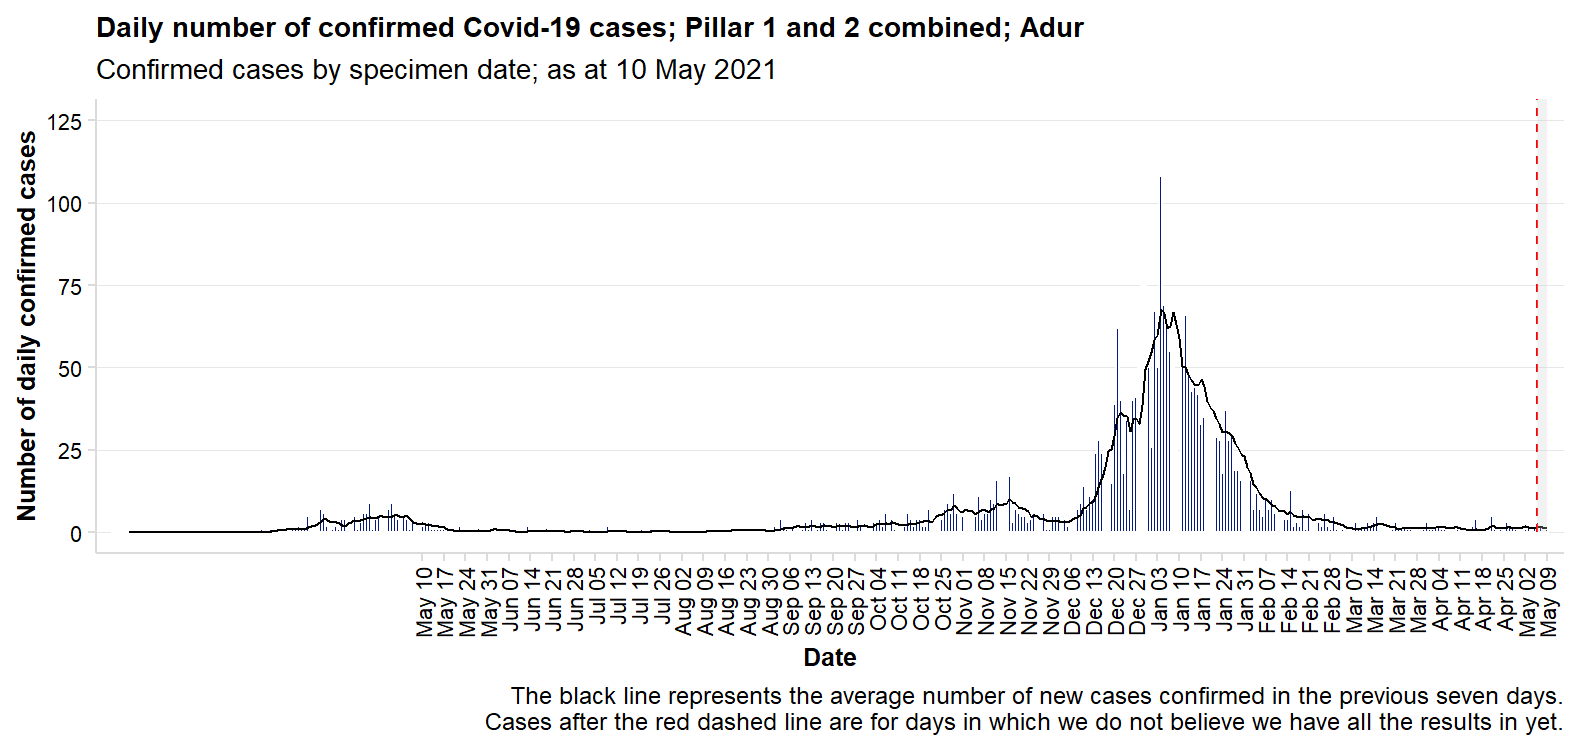 Daily number of confirmed Covid-19 cases; Pillar 1 and 2 combined; Adur
Confirmed cases by specimen date; as at 10 May 2021
Number of daily confirmed cases
125
100
75
50
25
0
May 10
May 17
May 24
May 31
Jun 07
Jun 14
Jun 21
Jun 28
Jul 05
Jul 12
Jul 19
Jul 26
Aug 02
Aug 09
Aug 16
Aug 23
Aug 30
Sep 06
Sep 13
Sep 20
Sep 27
Oct 04
Oct 11
Oct 18
Oct 25
Nov 01
Nov 08
Nov 15
Nov 22
Nov 29
Dec 06
Dec 13
Dec 20
Dec 27
Jan 03
Jan 10
Jan 17
Jan 24
Jan 31
Feb 07
Feb 14
Feb 21
Feb 28
Mar 07
Mar 14
Mar 21
Mar 28
Apr 04
Apr 11
Apr 18
Apr 25
May 02
May 09
Date
The black line represents the average number of new cases confirmed in the previous seven days.
Cases after the red dashed line are for days in which we do not believe we have all the results in yet.